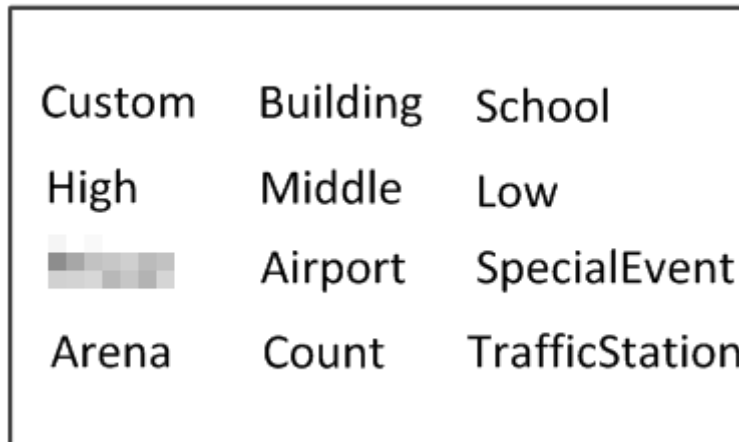 Custom Building School
High Middle Low
Airport SpecialEvent
Arena Count TrafficStation